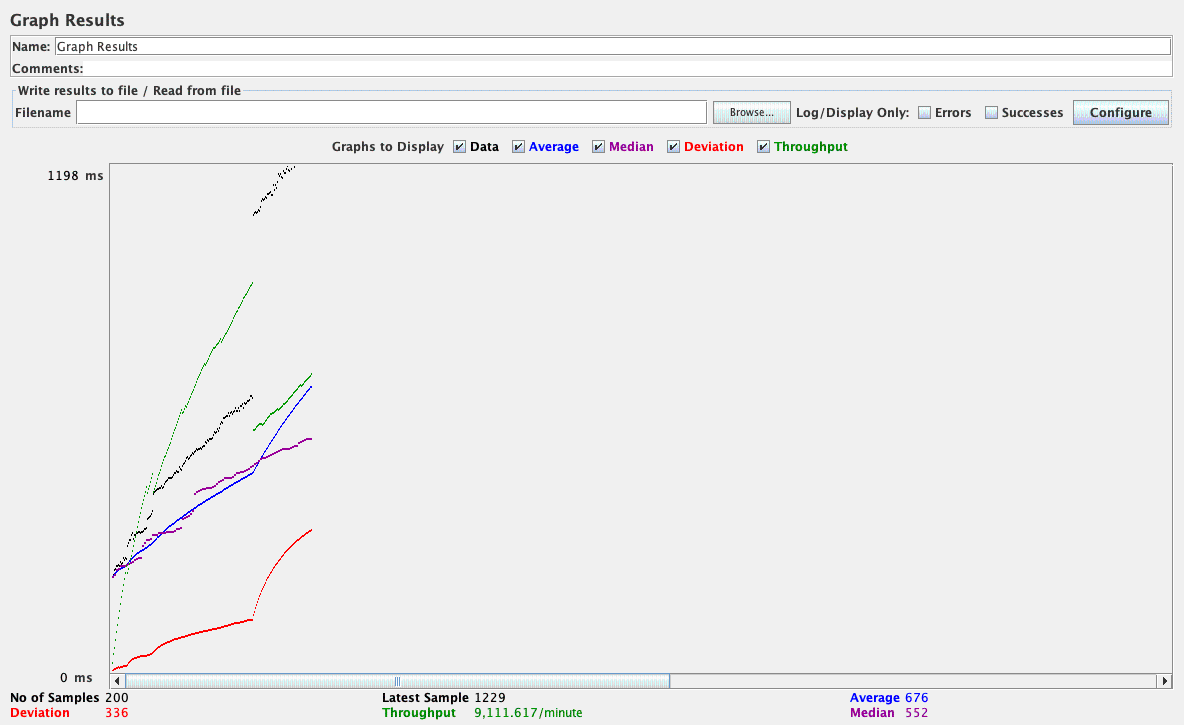 Graph Results
Name: Graph Results
Comments:
Write results to file / Read from file
Filename Browse... Log/Display Only: Errors Successes Configure
Graphs to Display Data Average Median Deviation Throughput
1198 ms
0 ms
No of Samples 200 Latest Sample 1229 Average 676
Deviation 336 Throughput 9,111.617/minute Median 552